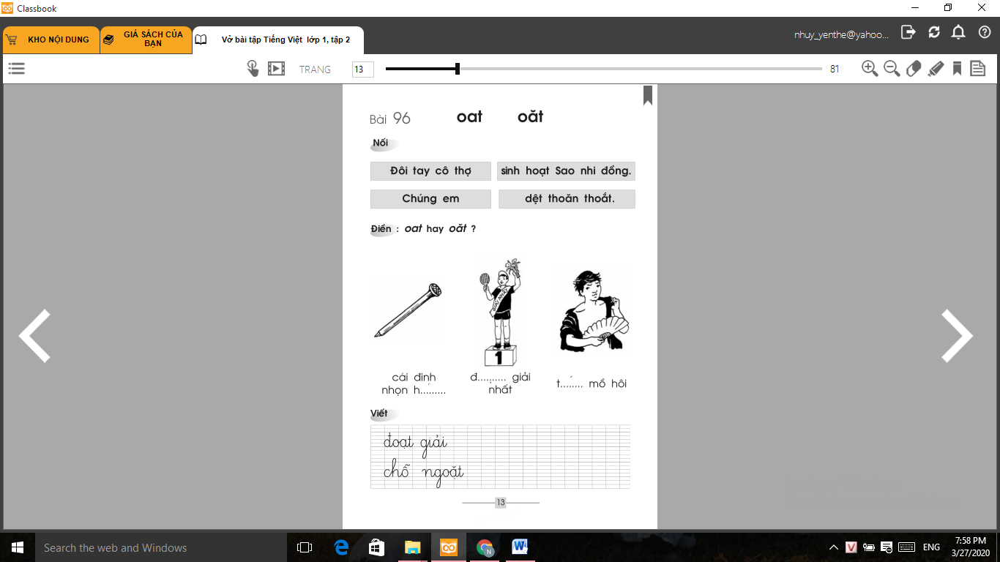 Classbook
KHO NỘI DUNG
GIÁ SÁCH CỦA
BẠN
Vở bài tập Tiếng Việt lớp 1, tập 2
nhuy_yenthe@yahoo...
TRANG 13 81
Bài 96 oat oăt
Nối
Đôi tay cô thợ sinh hoạt Sao nhi đồng.
Chúng em dệt thoăn thoắt.
Điền : oat hay oăt ?
GIẢI NHẤT
1
cái đinh
nhọn h.........
đ.......... giải
nhất
t........ mồ hôi
Viết
đoạt giải
chỗ ngoặt
13
Search the web and Windows
ENG
7:58 PM
3/27/2020